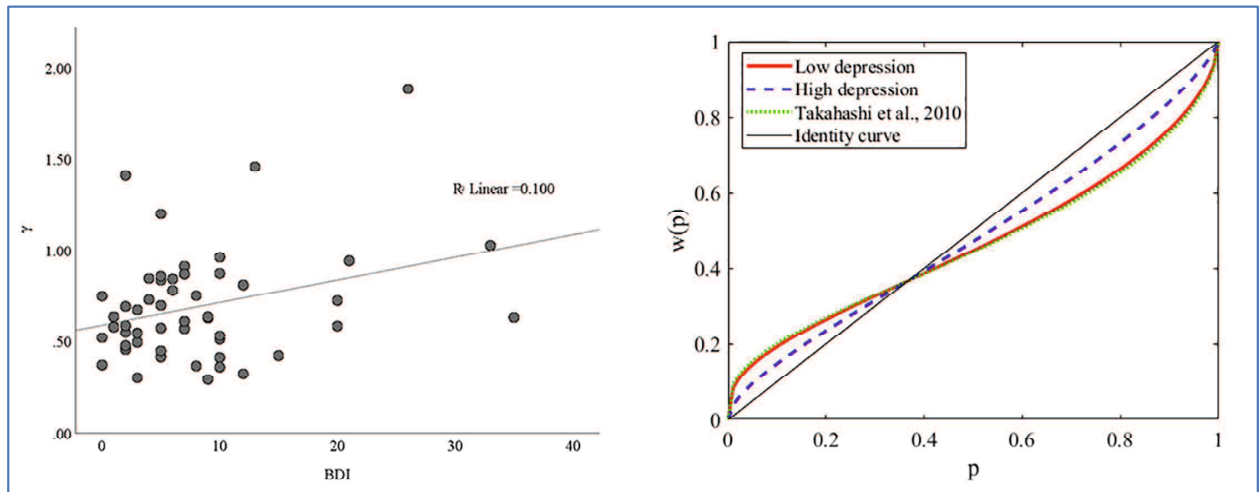 2.00
1.50
1.00
.50
.00
γ
R² Linear =0.100
0 10 20 30 40
BDI
1
0.8
0.6
0.4
0.2
0
w(p)
Low depression
High depression
Takahashi et al., 2010
Identity curve
0 0.2 0.4 0.6 0.8 1
p